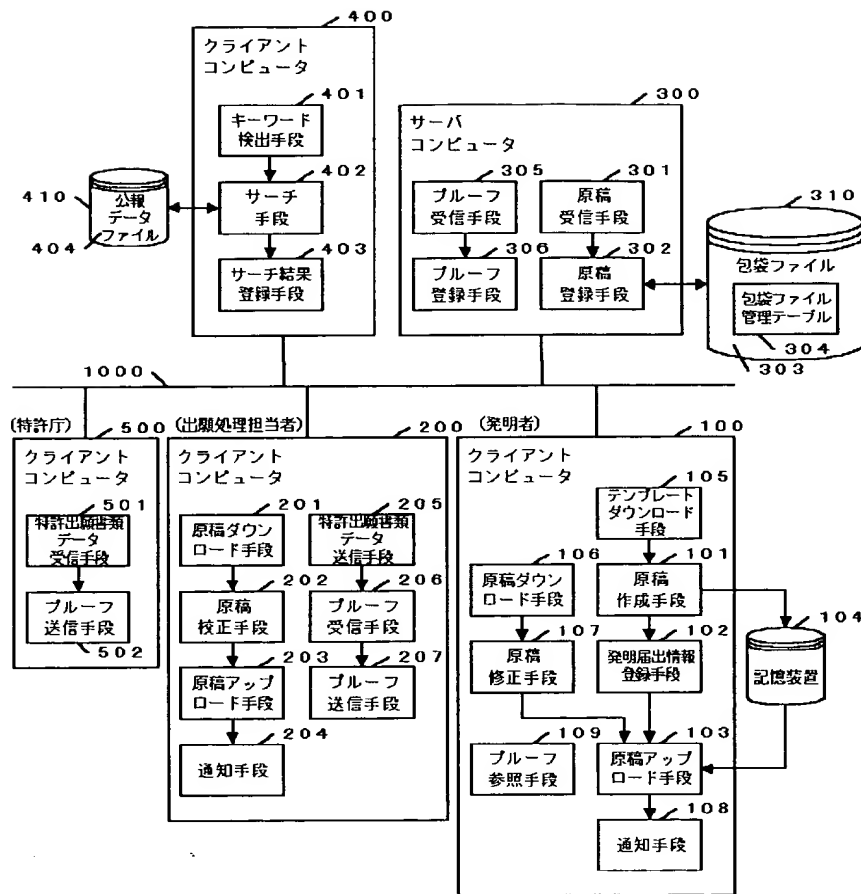 400
クライアント
コンピュータ
401
キーワード
検出手段
402
サーチ
手段
403
サーチ結果
登録手段
410
公報
データ
ファイル
404
300
サーバ
コンピュータ
305
プルーフ
受信手段
306
プルーフ
登録手段
301
原稿
受信手段
302
原稿
登録手段
310
包袋ファイル
包袋ファイル
管理テーブル
304
303
1000
(特許庁)
500
クライアント
コンピュータ
501
特許出願書類
データ
受信手段
プルーフ
送信手段
502
(出願処理担当者)
200
クライアント
コンピュータ
201
原稿ダウン
ロード手段
202
原稿
校正手段
203
原稿アップ
ロード手段
204
通知手段
205
特許出願書類
データ
送信手段
206
プルーフ
受信手段
207
プルーフ
送信手段
(発明者)
100
クライアント
コンピュータ
105
テンプレート
ダウンロード
手段
106
原稿ダウン
ロード手段
101
原稿
作成手段
107
原稿
修正手段
102
発明届出情報
登録手段
104
記憶装置
109
プルーフ
参照手段
103
原稿アップ
ロード手段
108
通知手段